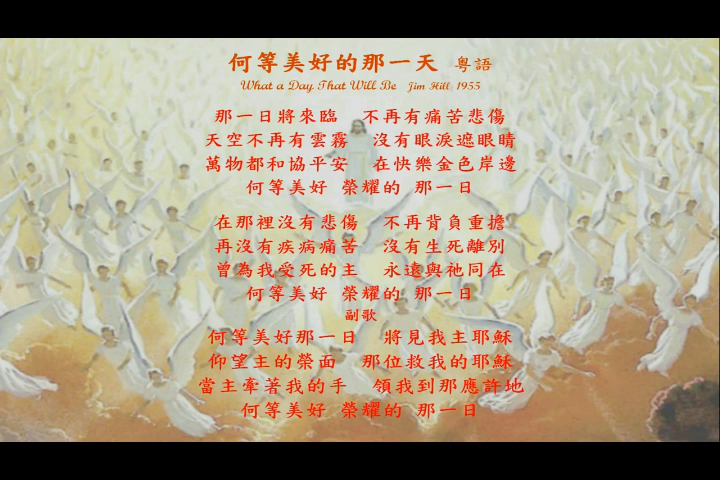 何等美好的那一天 粵語
What a Day That Will Be Jim Hill, 1955
那一日將來臨 不再有痛苦悲傷
天空不再有雲霧 沒有眼淚遮眼睛
萬物都和協平安 在快樂金色岸邊
何等美好 榮耀的 那一日
在那裡沒有悲傷 不再背負重擔
再沒有疾病痛苦 沒有生死離別
曾為我受死的主 永遠與祂同在
何等美好 榮耀的 那一日
副歌
何等美好那一日 將見我主耶穌
仰望主的榮面 那位救我的耶穌
當主牽著我的手 領我到那應許地
何等美好 榮耀的 那一日